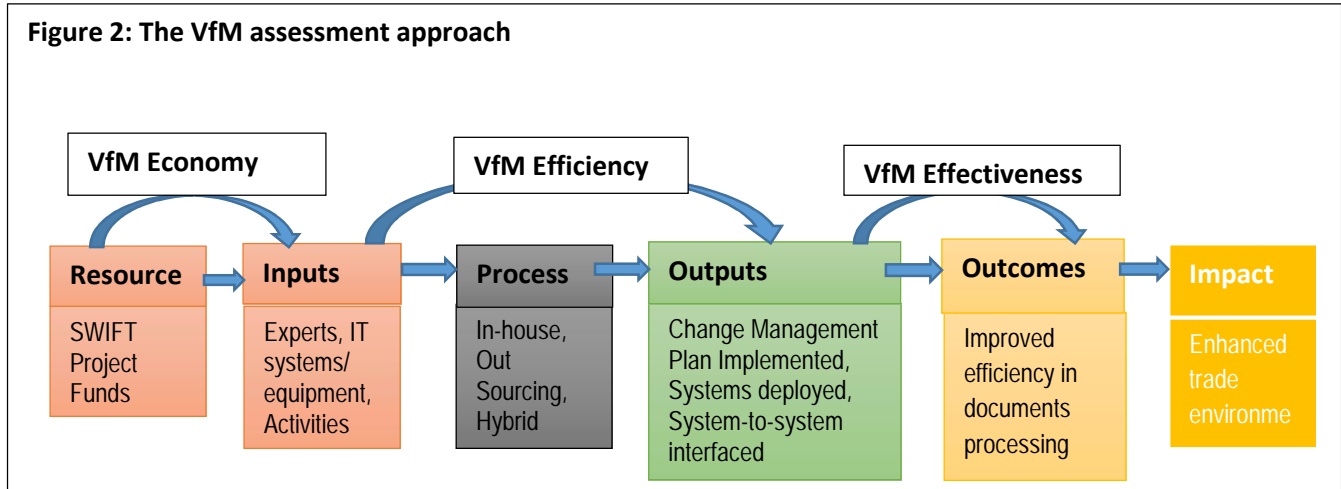 Figure 2: The VfM assessment approach
VfM Economy
VfM Efficiency
VfM Effectiveness
Resource
SWIFT
Project
Funds
Inputs
Experts, IT
systems/
equipment,
Activities
Process
In-house,
Out
Sourcing,
Hybrid
Outputs
Change Management
Plan Implemented,
Systems deployed,
System-to-system
interfaced
Outcomes
Improved
efficiency in
documents
processing
Impact
Enhanced
trade
environme